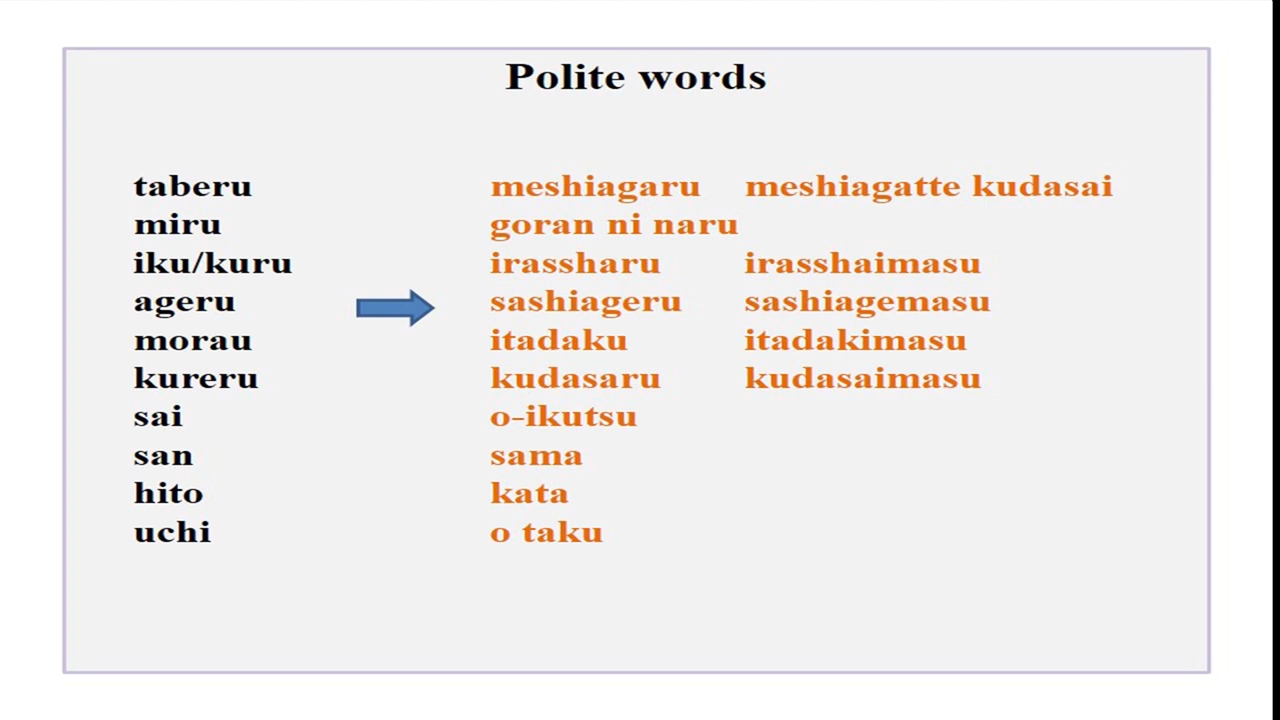 Polite words
taberu meshiagaru meshiagatte kudasai
miru goran ni naru
iku/kuru irassharu irasshaimasu
ageru sashiageru sashiagemasu
morau itadaku itadakimasu
kureru kudasaru kudasaimasu
sai o-ikutsu
san sama
hito kata
uchi o taku